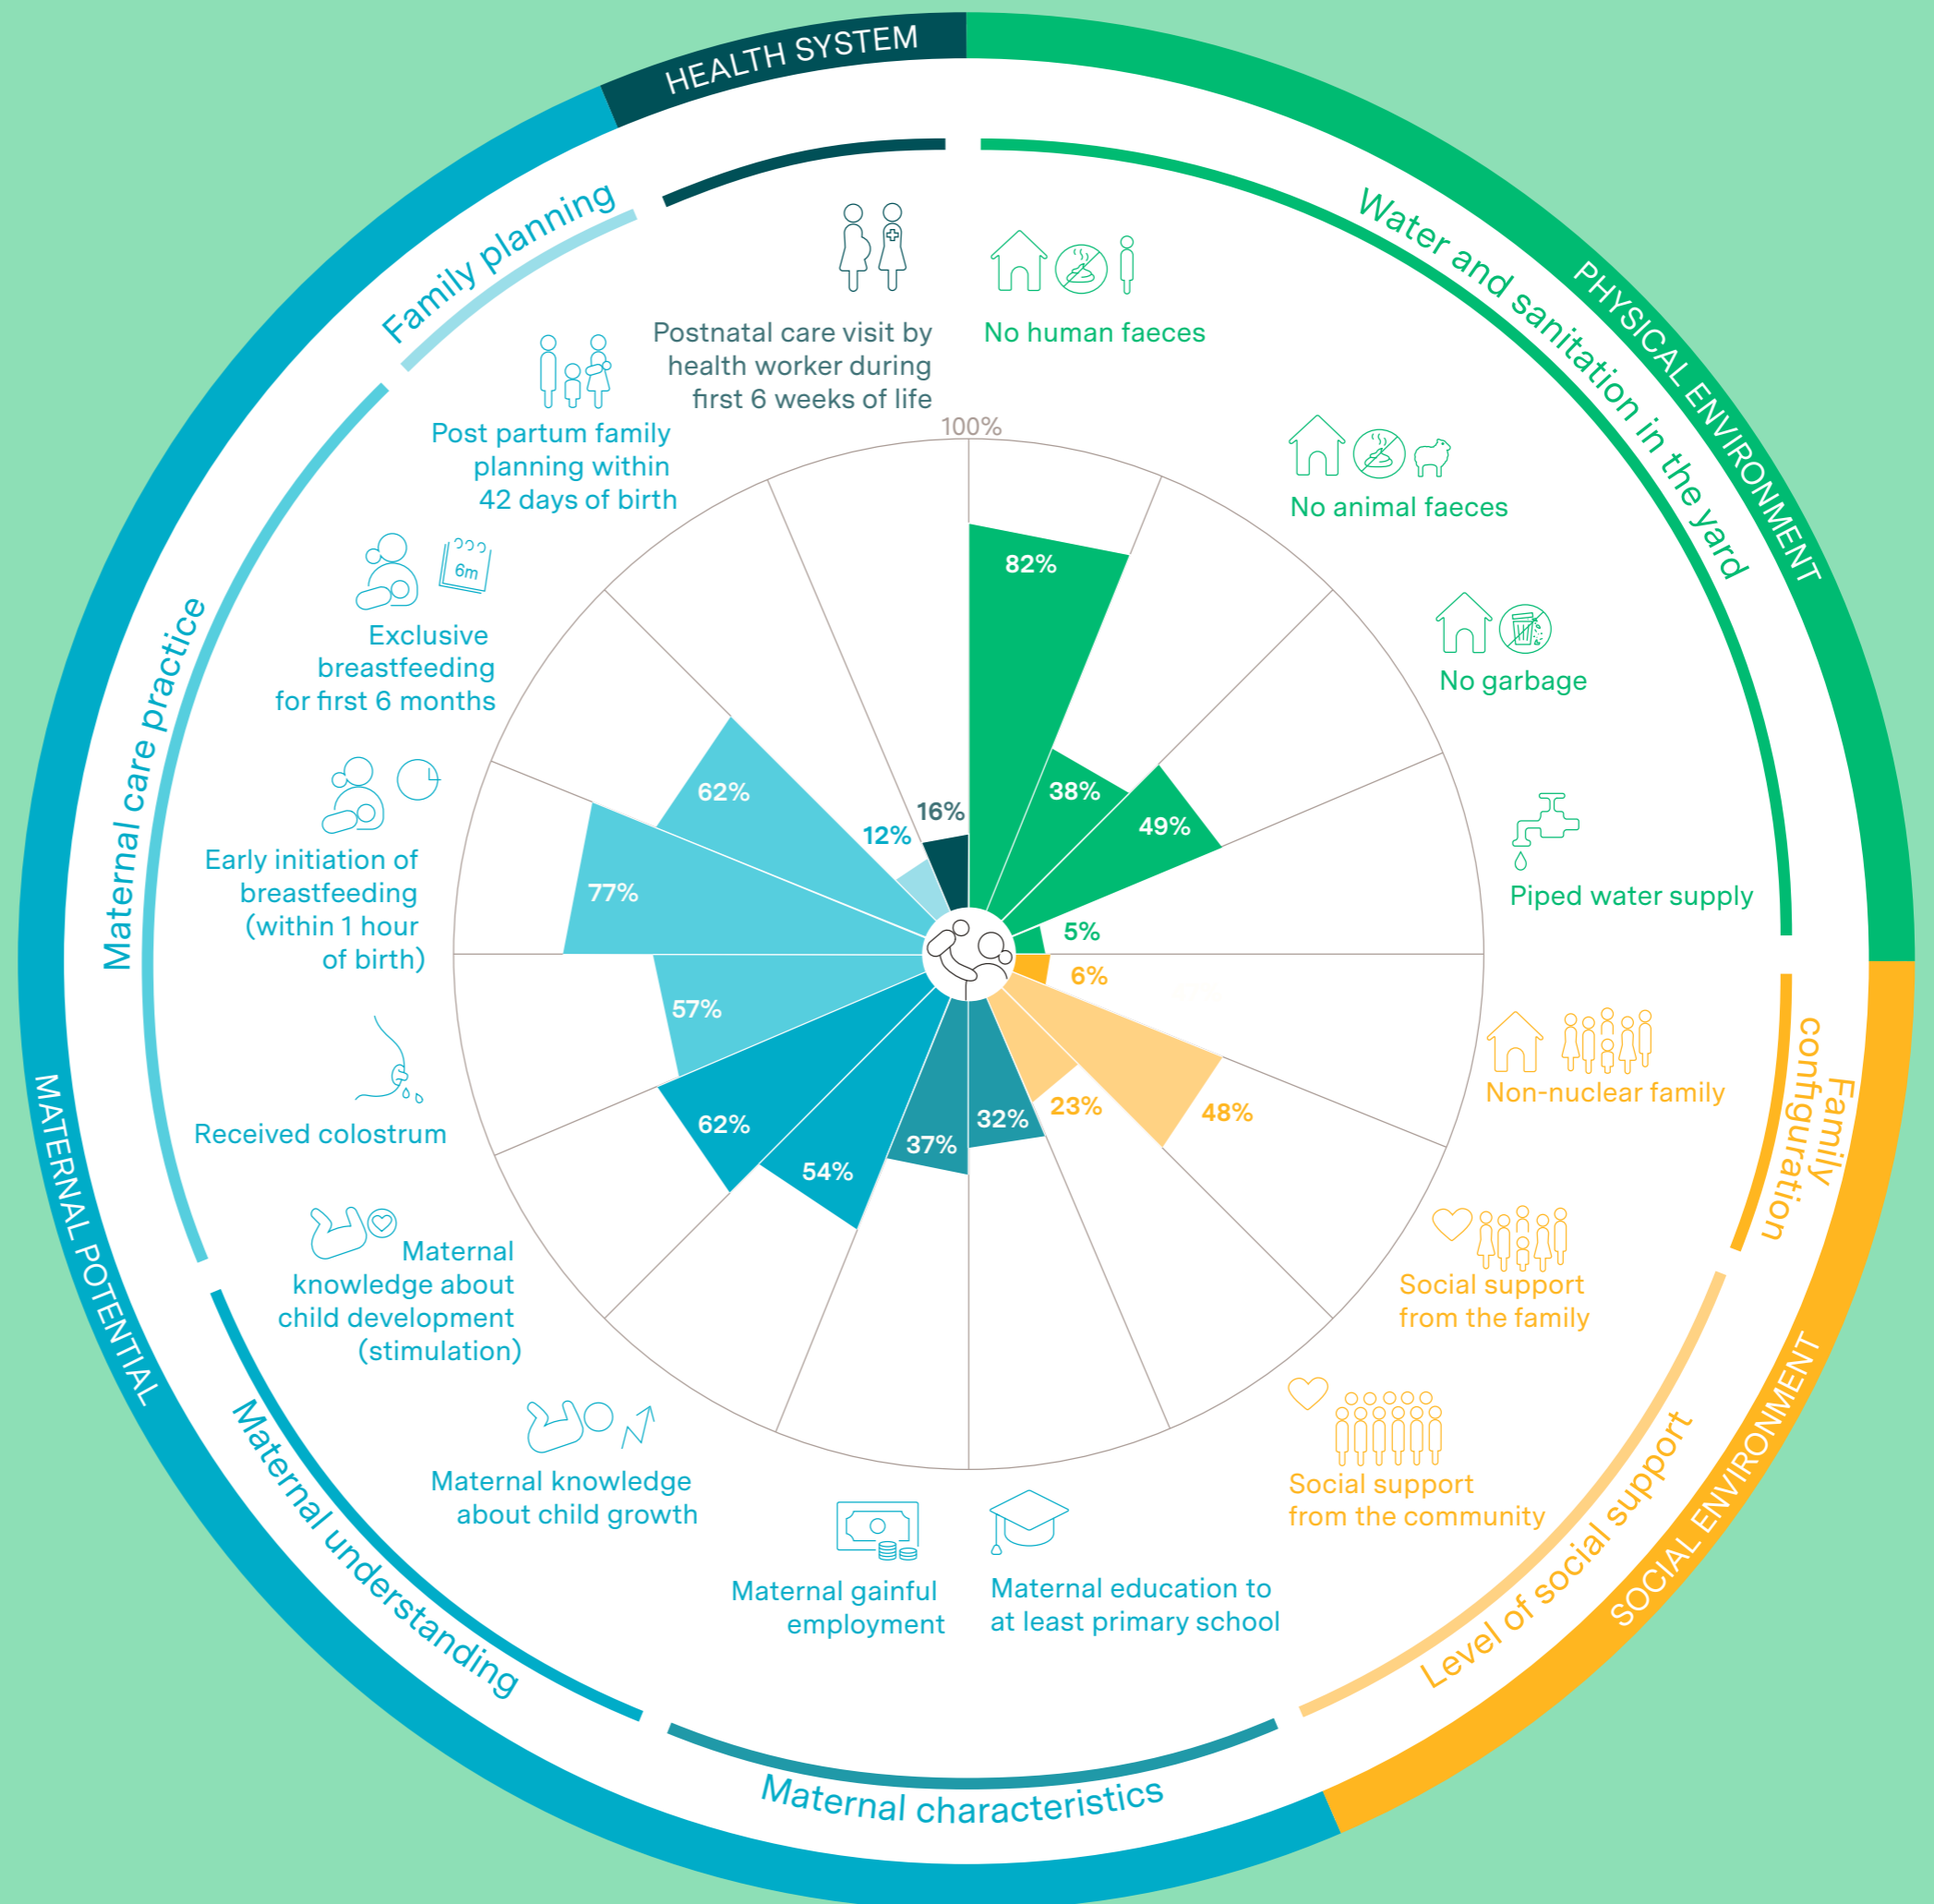 HEALTH SYSTEM
PHYSICAL ENVIRONMENT
SOCIAL ENVIRONMENT
MATERNAL POTENTIAL
Water and sanitation in the yard
Family
configuration
Level of social support
Maternal characteristics
Maternal understanding
Maternal care practice
Family planning
No human faeces
No animal faeces
No garbage
Piped water supply
Non-nuclear family
Social support
from the family
Social support
from the community
Maternal education to
at least primary school
Maternal gainful
employment
Maternal knowledge
about child growth
Maternal
knowledge about
child development
(stimulation)
Received colostrum
Early initiation of
breastfeeding
(within 1 hour
of birth)
6m
Exclusive
breastfeeding
for first 6 months
Post partum family
planning within
42 days of birth
Postnatal care visit by
health worker during
first 6 weeks of life
100%
82%
38%
49%
5%
6%
48%
23%
32%
37%
54%
62%
57%
77%
62%
12%
16%